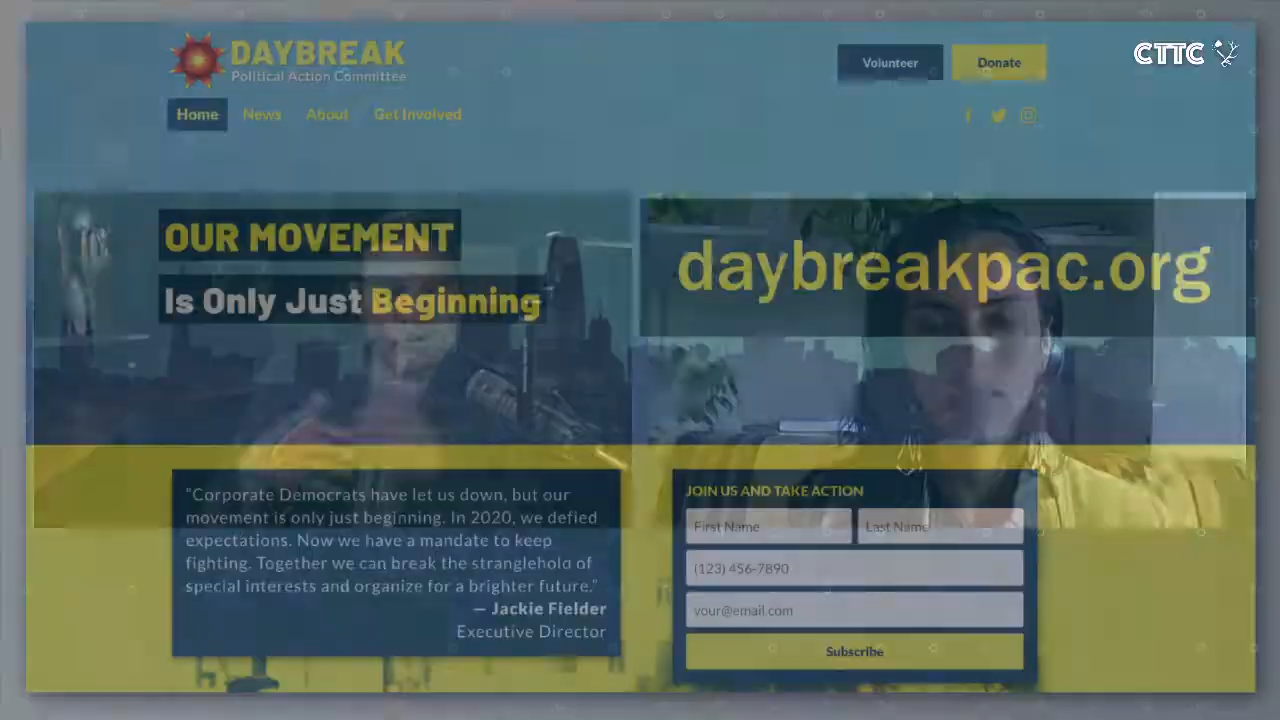 DAYBREAK
Political Action Committee
Volunteer
Donate
CTTC
Home
News
About
Get Involved
OUR MOVEMENT
Is Only Just Beginning
daybreakpac.org
"Corporate Democrats have let us down, but our
movement is only just beginning. In 2020, we defied
expectations. Now we have a mandate to keep
fighting. Together we can break the stranglehold of
special interests and organize for a brighter future."
— Jackie Fielder
Executive Director
JOIN US AND TAKE ACTION
First Name
Last Name
(123) 456-7890
your@email.com
Subscribe